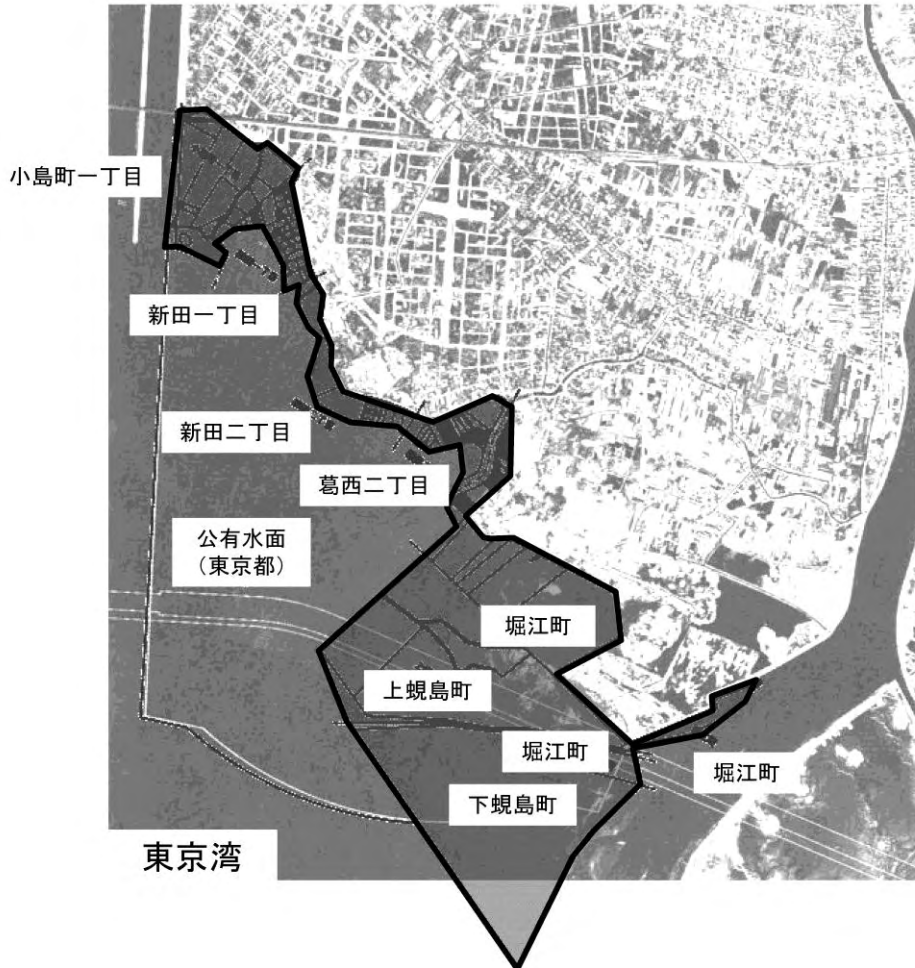 小島町一丁目
新田一丁目
新田二丁目
葛西二丁目
公有水面
(東京都)
堀江町
上蜆島町
堀江町
堀江町
下蜆島町
東京湾